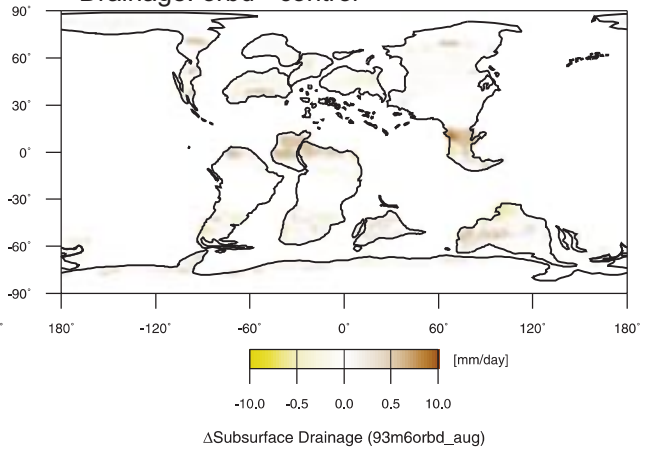 Drainage: orbd - control
90˚
60˚
30˚
0˚
-30˚
-60˚
-90˚
˚ 180˚ -120˚ -60˚ 0˚ 60˚ 120˚ 180˚
[mm/day]
-10.0 -0.5 0.0 0.5 10.0
ΔSubsurface Drainage (93m6orbd_aug)